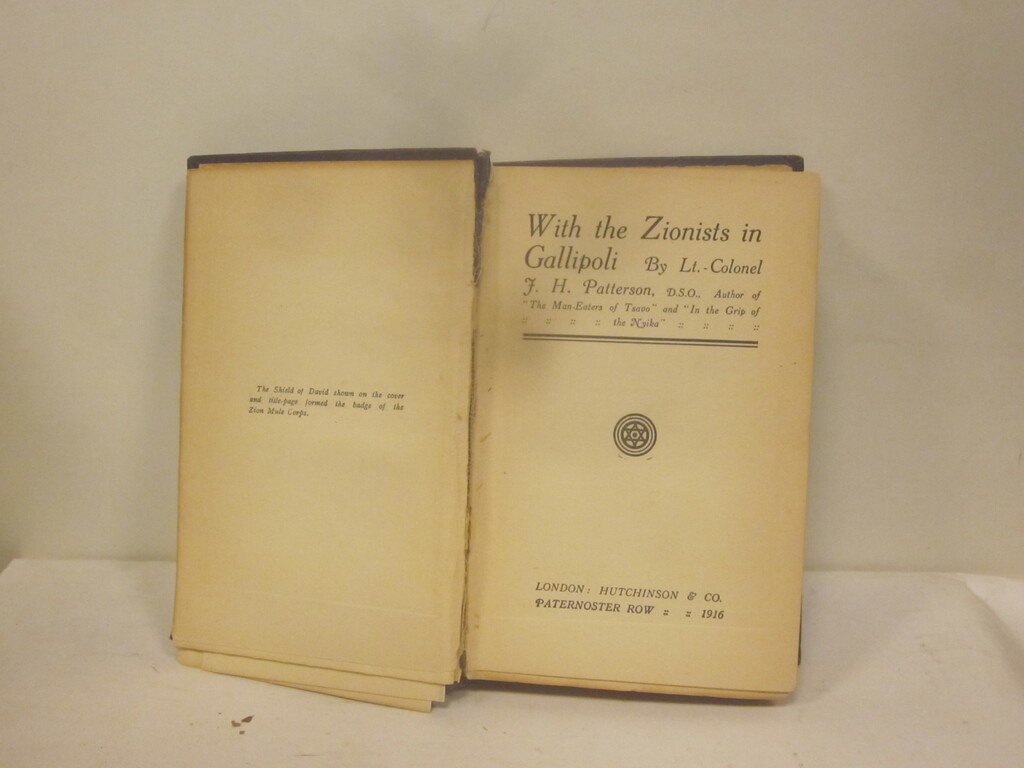 The Shield of David shown on the cover
and title-page formed the badge of the
Zion Mule Corps.
With the Zionists in
Gallipoli By Lt.-Colonel
J. H. Patterson, D.S.O., Author of
"The Man-Eaters of Tsavo" and "In the Grip of
:: :: :: :: the Nyika" :: :: :: ::
LONDON: HUTCHINSON & CO.
PATERNOSTER ROW :: :: 1916